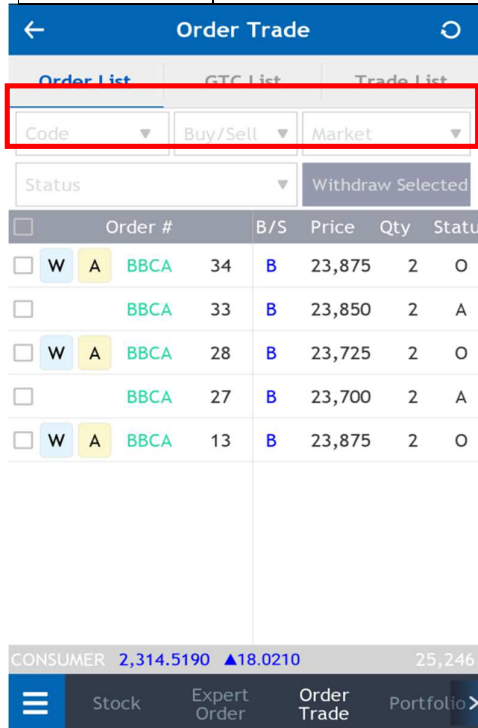 Order Trade
Order List GTC List Trade List
Code Buy/Sell Market
Status Withdraw Selected
Order # B/S Price Qty Statu
W A BBCA 34 B 23,875 2 O
BBCA 33 B 23,850 2 A
W A BBCA 28 B 23,725 2 O
BBCA 27 B 23,700 2 A
W A BBCA 13 B 23,875 2 O
CONSUMER 2,314.5190 ▲18.0210 25,246
Stock Expert Order Order Trade Portfolio